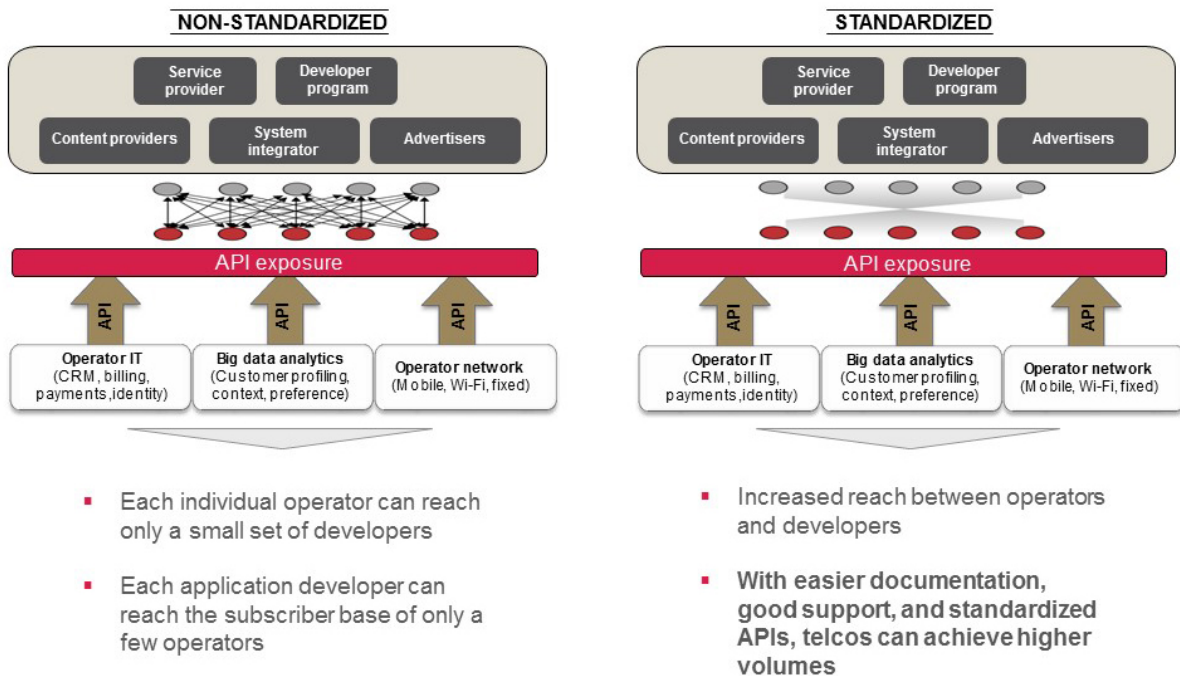 NON-STANDARDIZED
Service
provider
Developer
program
Content providers
System
integrator
Advertisers
API exposure
API
API
API
Operator IT
(CRM, billing,
payments,identity)
Big data analytics
(Customer profiling,
context, preference)
Operator network
(Mobile, Wi-Fi, fixed)
▪ Each individual operator can reach
only a small set of developers
▪ Each application developer can
reach the subscriber base of only a
few operators
STANDARDIZED
Service
provider
Developer
program
Content providers
System
integrator
Advertisers
API exposure
API
API
API
Operator IT
(CRM, billing,
payments,identity)
Big data analytics
(Customer profiling,
context, preference)
Operator network
(Mobile, Wi-Fi, fixed)
▪ Increased reach between operators
and developers
▪ With easier documentation,
good support, and standardized
APIs, telcos can achieve higher
volumes